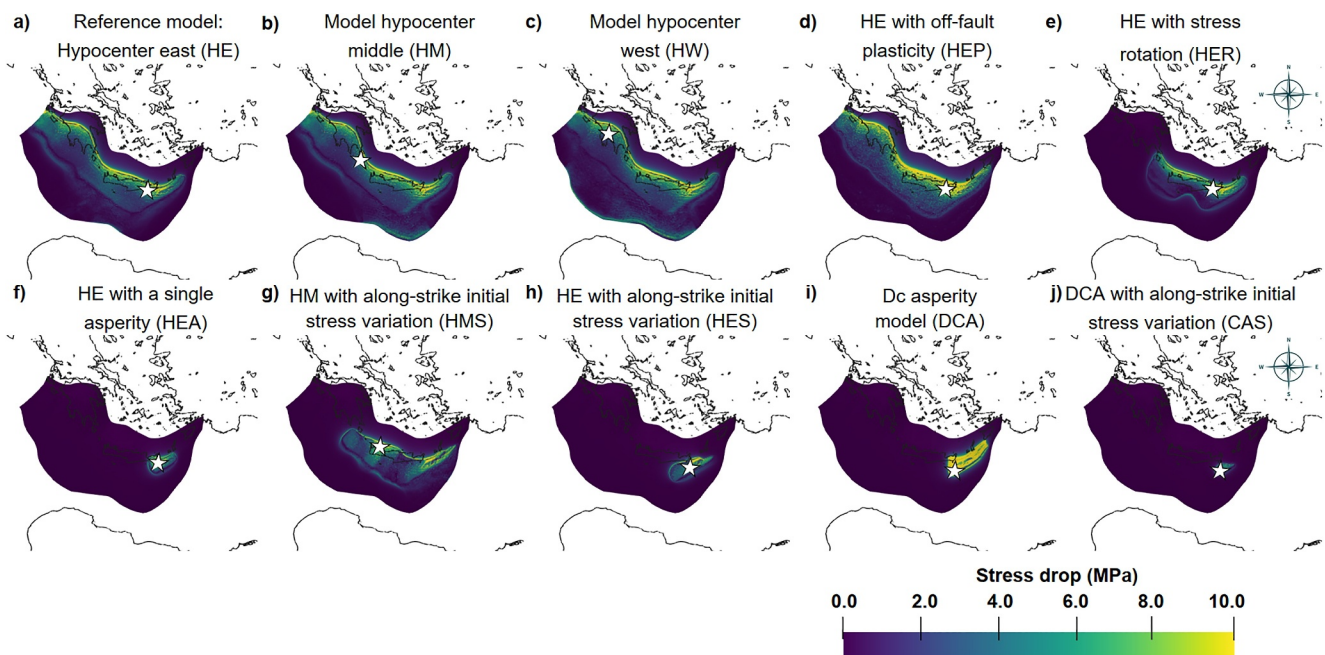 a) Reference model:
Hypocenter east (HE)
b) Model hypocenter
middle (HM)
c) Model hypocenter
west (HW)
d) HE with off-fault
plasticity (HEP)
e) HE with stress
rotation (HER)
N
W E
f) HE with a single
asperity (HEA)
g) HM with along-strike initial
stress variation (HMS)
h) HE with along-strike initial
stress variation (HES)
i) Dc asperity
model (DCA)
j) DCA with along-strike initial
stress variation (CAS)
N
W E
S
Stress drop (MPa)
0.0 2.0 4.0 6.0 8.0 10.0